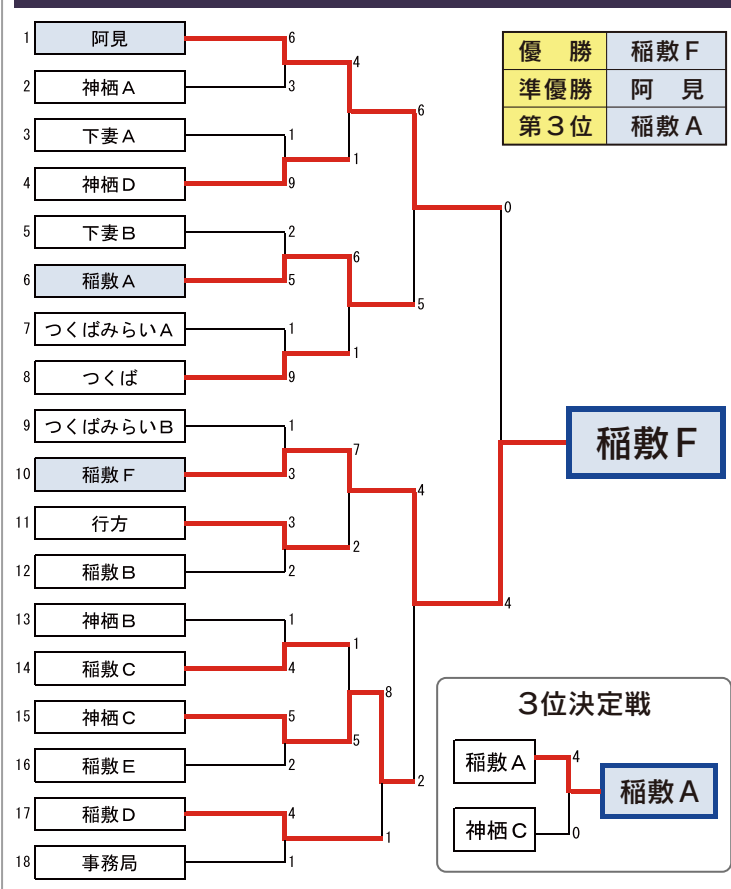 1 阿見 6
4
2 神栖A 3
6
3 下妻A 1
1
4 神栖D 9
0
5 下妻B 2
6
6 稲敷A 5
5
7 つくばみらいA 1
1
8 つくば 9
9 つくばみらいB 1
7
10 稲敷F 3
4
11 行方 3
2
12 稲敷B 2
4
13 神栖B 1
1
14 稲敷C 4
8
15 神栖C 5
5
16 稲敷E 2
2
17 稲敷D 4
1
18 事務局 1
優 勝 稲敷F
準優勝 阿 見
第3位 稲敷A
稲敷F
3位決定戦
稲敷A 4
稲敷A
神栖C 0